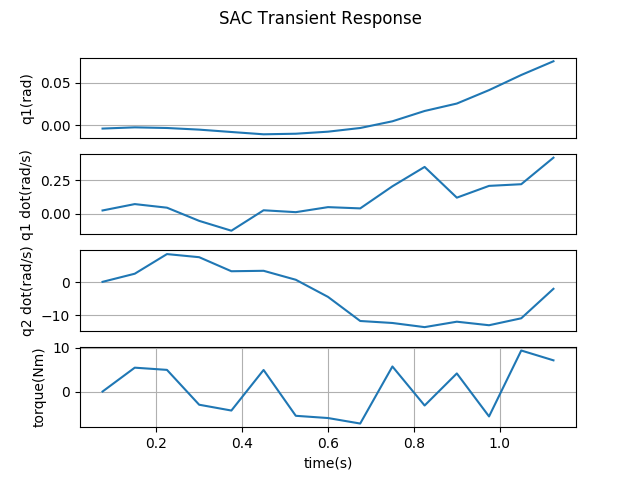 SAC Transient Response
q1(rad)
0.05
0.00
q1 dot(rad/s)
0.25
0.00
q2 dot(rad/s)
0
−10
torque(Nm)
10
0
0.2 0.4 0.6 0.8 1.0
time(s)